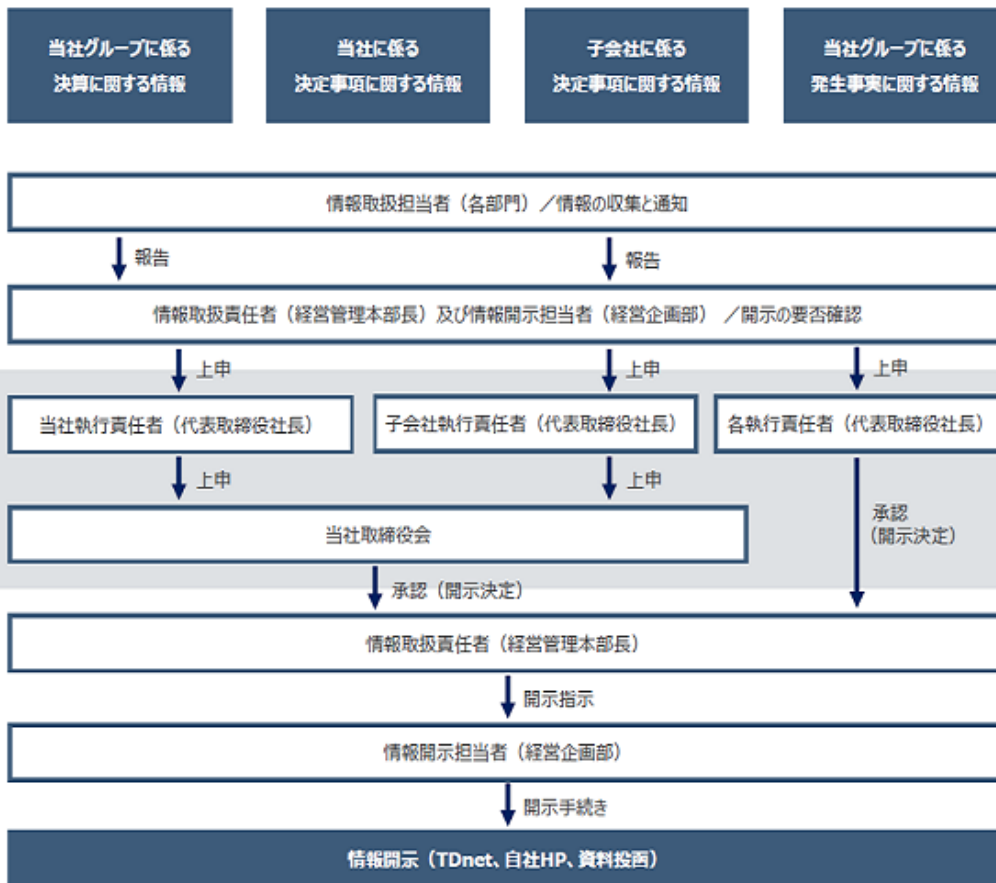 当社グループに係る
決算に関する情報
当社に係る
決定事項に関する情報
子会社に係る
決定事項に関する情報
当社グループに係る
発生事実に関する情報
情報取扱担当者（各部門）／情報の収集と通知
報告
報告
情報取扱責任者（経営管理本部長）及び情報開示担当者（経営企画部）／開示の要否確認
上申
上申
上申
当社執行責任者（代表取締役社長）
子会社執行責任者（代表取締役社長）
各執行責任者（代表取締役社長）
上申
上申
承認
（開示決定）
当社取締役会
承認（開示決定）
情報取扱責任者（経営管理本部長）
開示指示
情報開示担当者（経営企画部）
開示手続き
情報開示（TDnet、自社HP、資料投函）